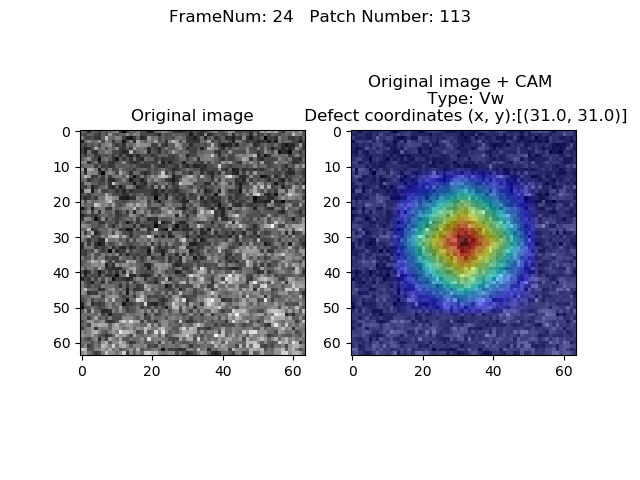 FrameNum: 24   Patch Number: 113
Original image
Original image + CAM
Type: Vw
Defect coordinates (x, y):[(31.0, 31.0)]
0
10
20
30
40
50
60
0 20 40 60
0
10
20
30
40
50
60
0 20 40 60